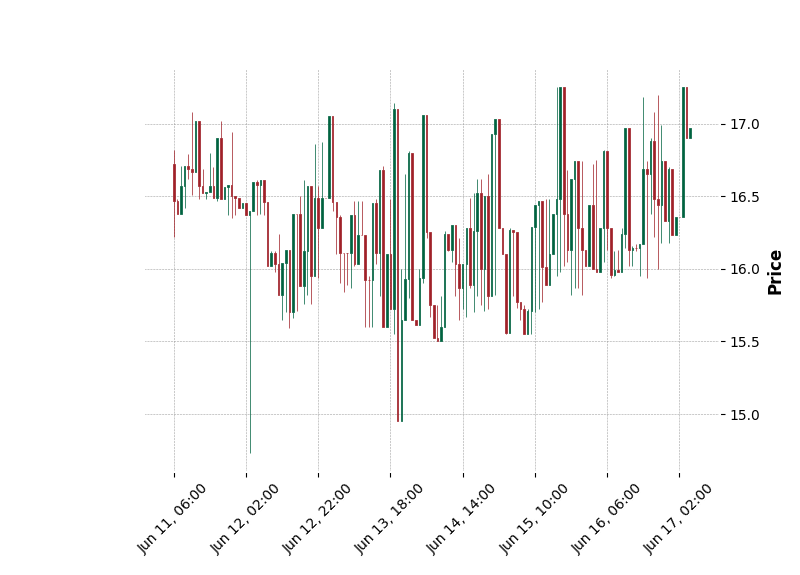 17.0
16.5
16.0
15.5
15.0
Price
Jun 11, 06:00
Jun 12, 02:00
Jun 12, 22:00
Jun 13, 18:00
Jun 14, 14:00
Jun 15, 10:00
Jun 16, 06:00
Jun 17, 02:00